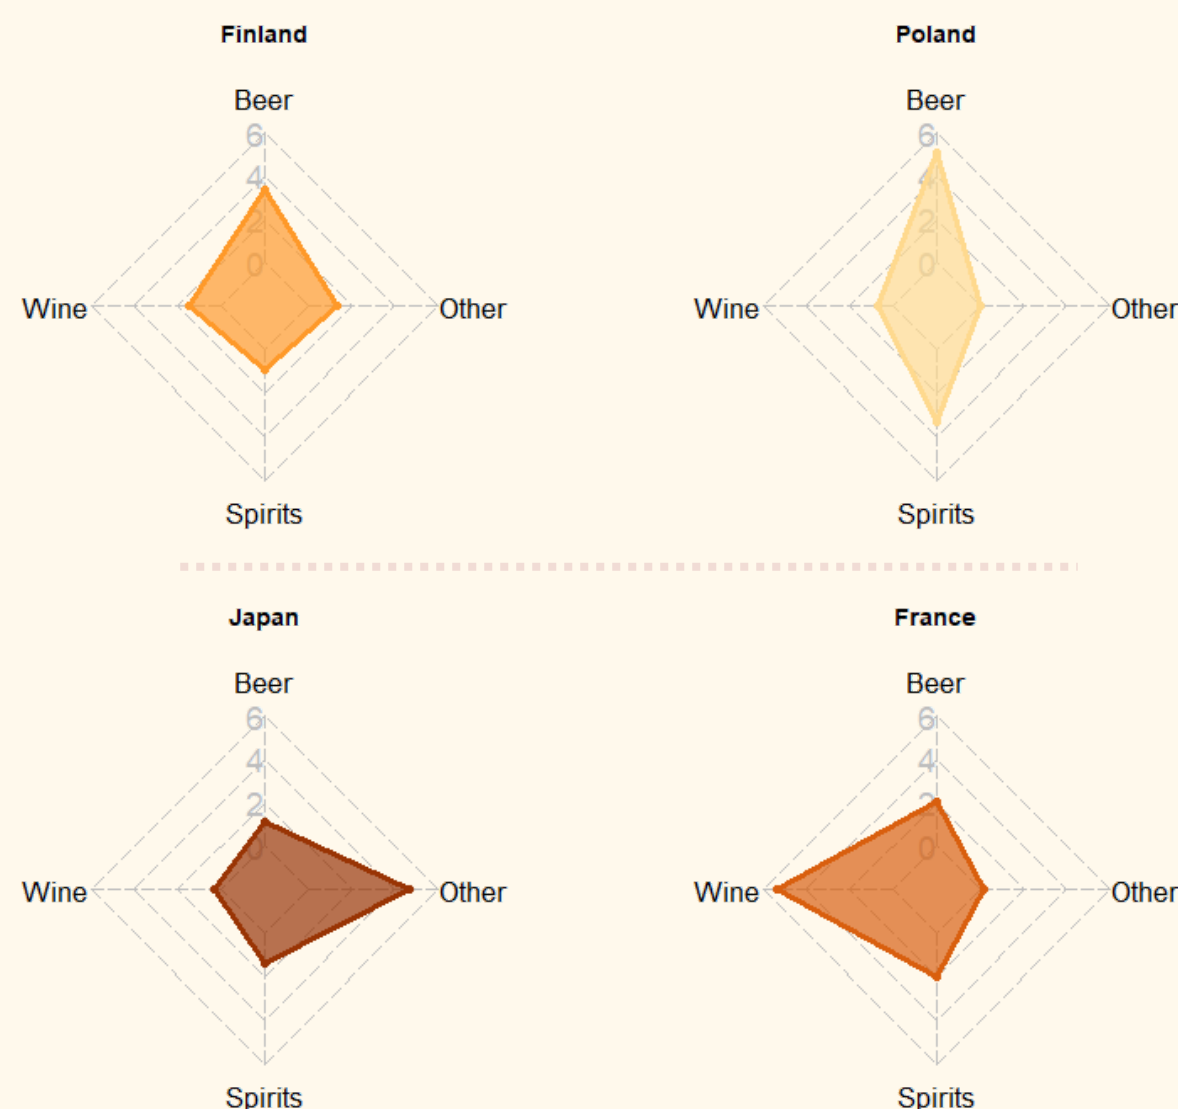 Finland
Beer
6
4
2
0
Wine
Other
Spirits
Poland
Beer
6
4
2
0
Wine
Other
Spirits
Japan
Beer
6
4
2
0
Wine
Other
Spirits
France
Beer
6
4
2
0
Wine
Other
Spirits